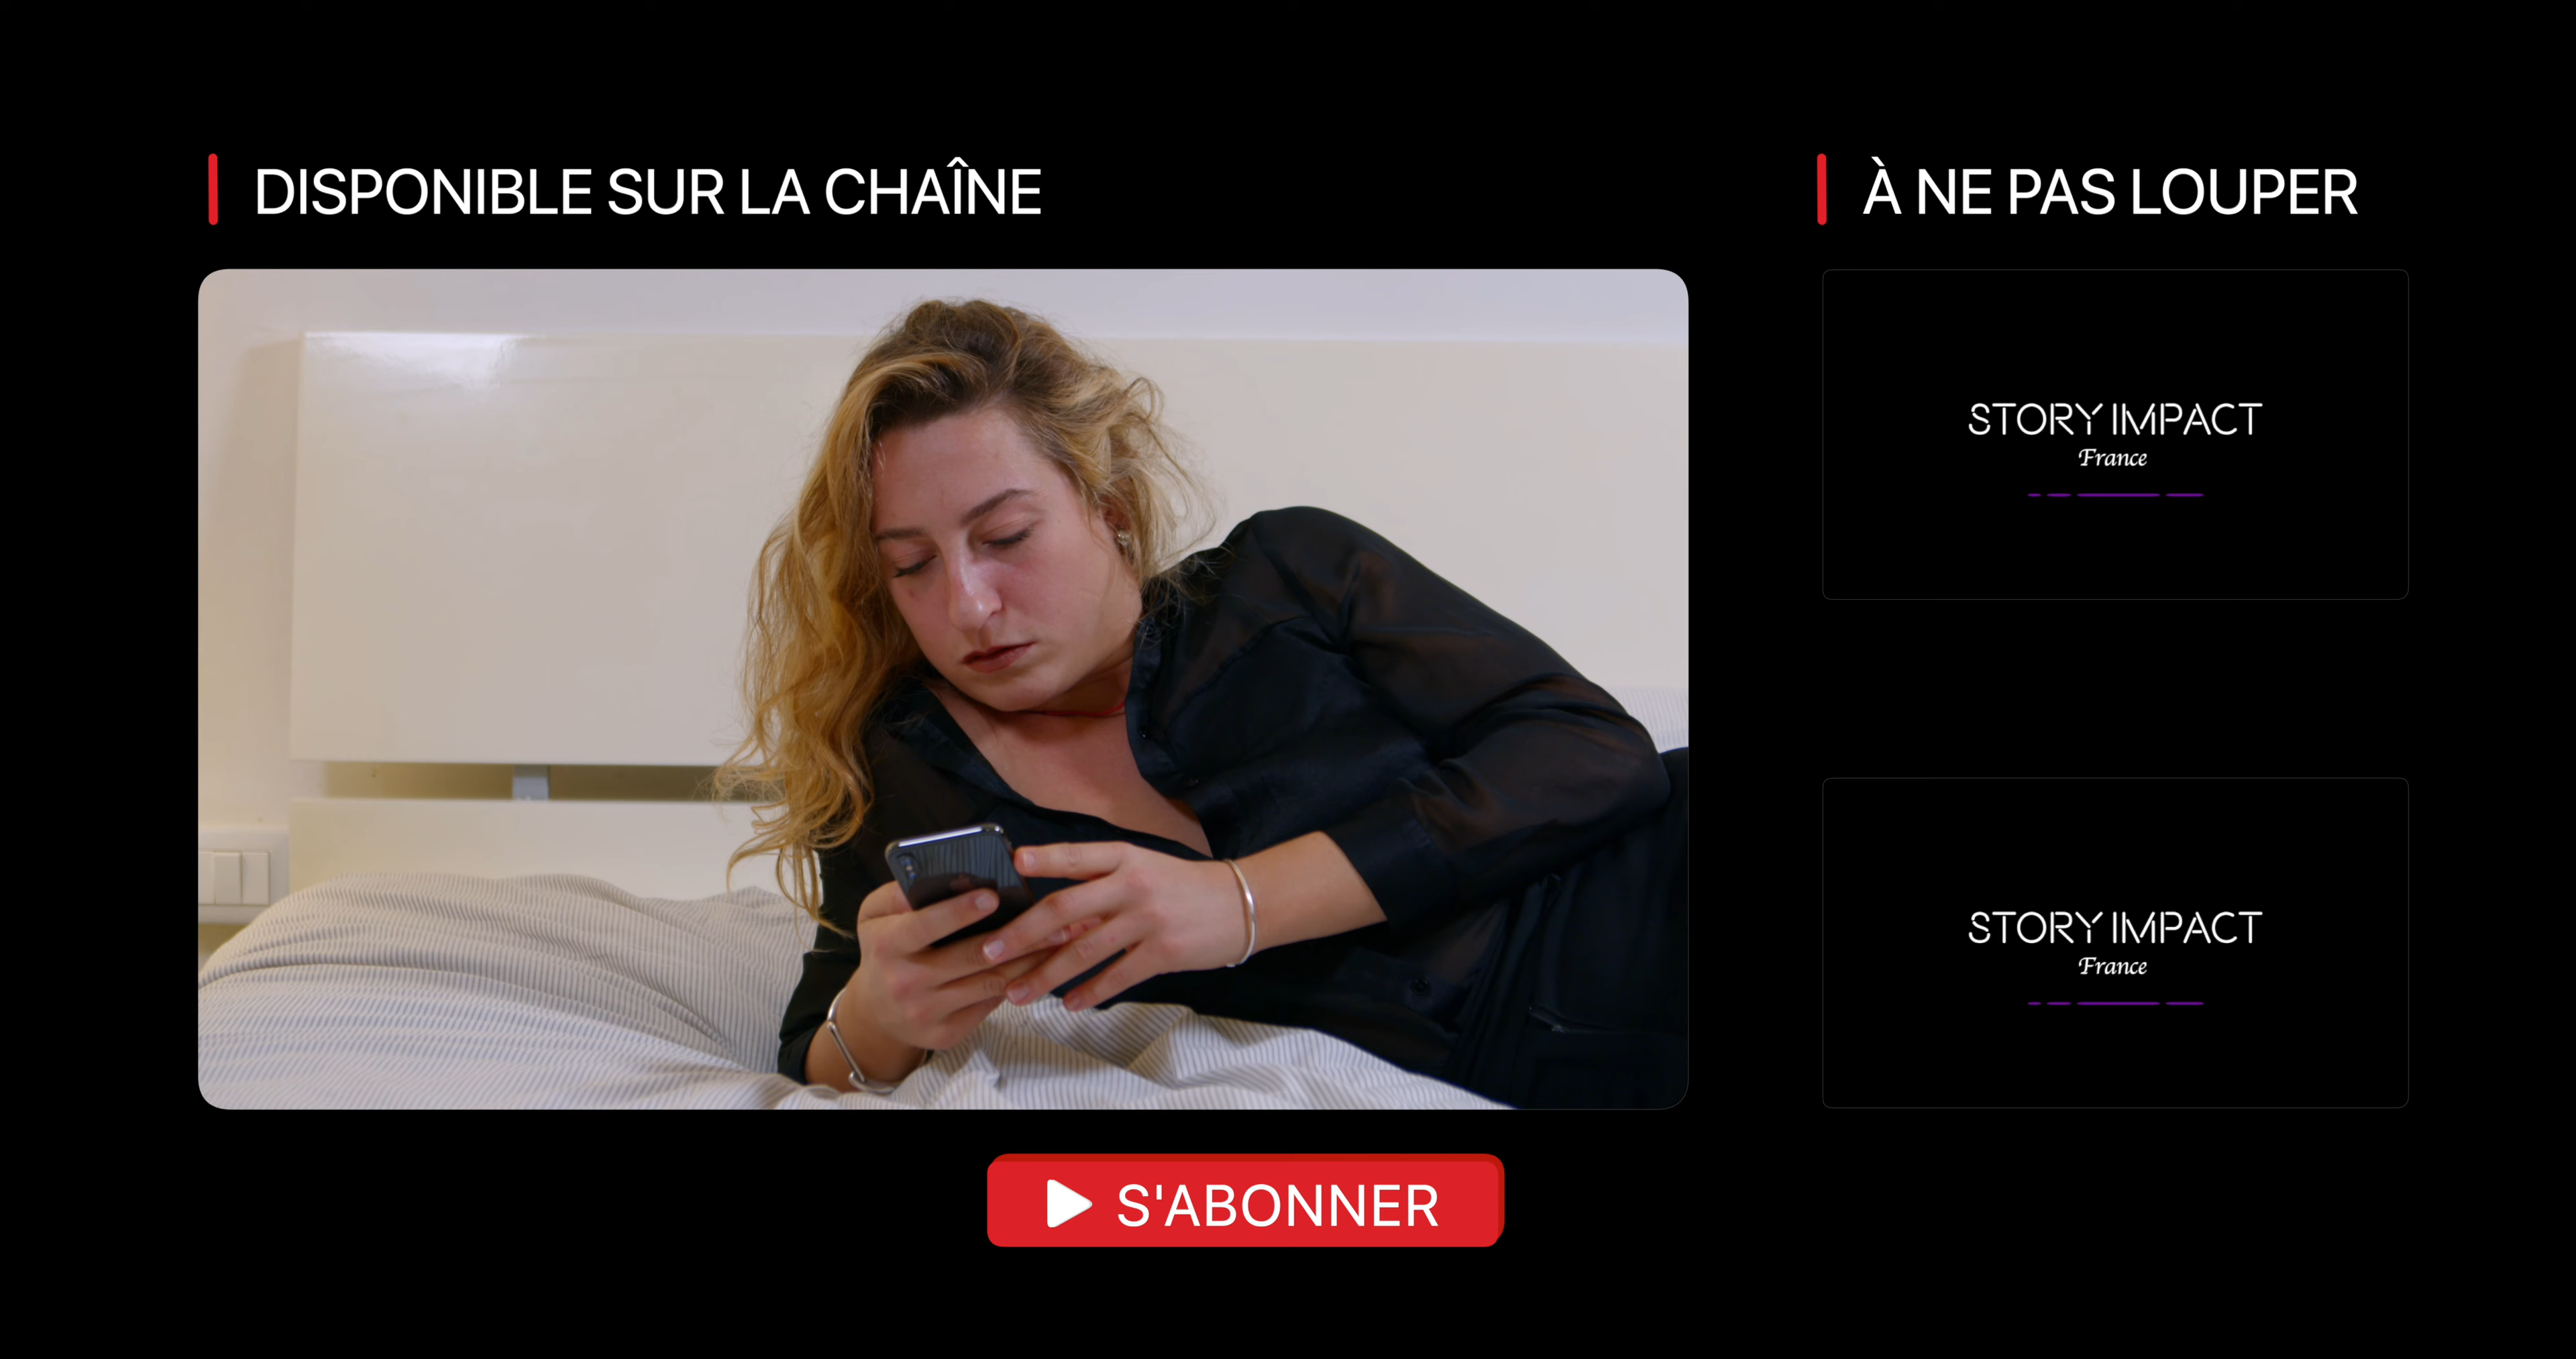 DISPONIBLE SUR LA CHAÎNE
À NE PAS LOUPER
STORY IMPACT
France
STORY IMPACT
France
S'ABONNER